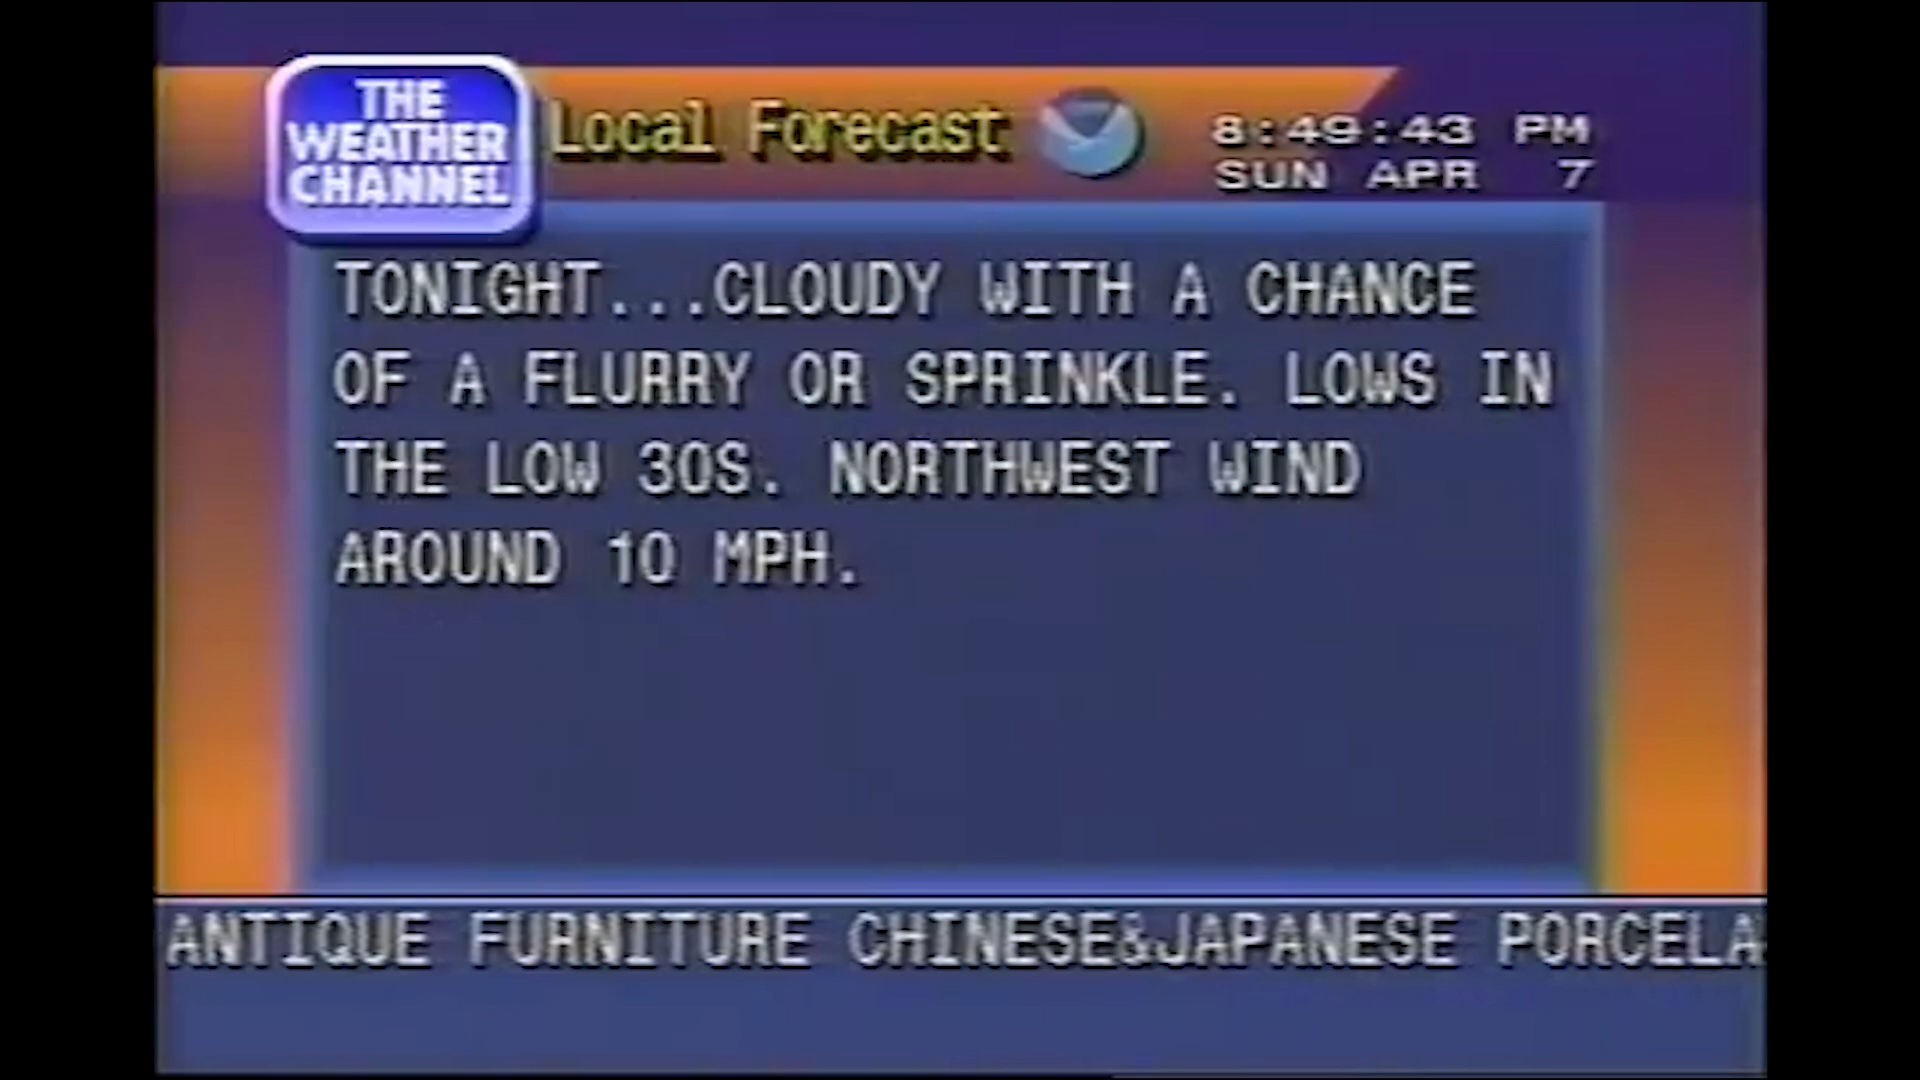 THE
WEATHER
CHANNEL
Local Forecast
8:49:43 PM
SUN APR 7
TONIGHT...CLOUDY WITH A CHANCE
OF A FLURRY OR SPRINKLE. LOWS IN
THE LOW 30S. NORTHWEST WIND
AROUND 10 MPH.
ANTIQUE FURNITURE CHINESE&JAPANESE PORCELA